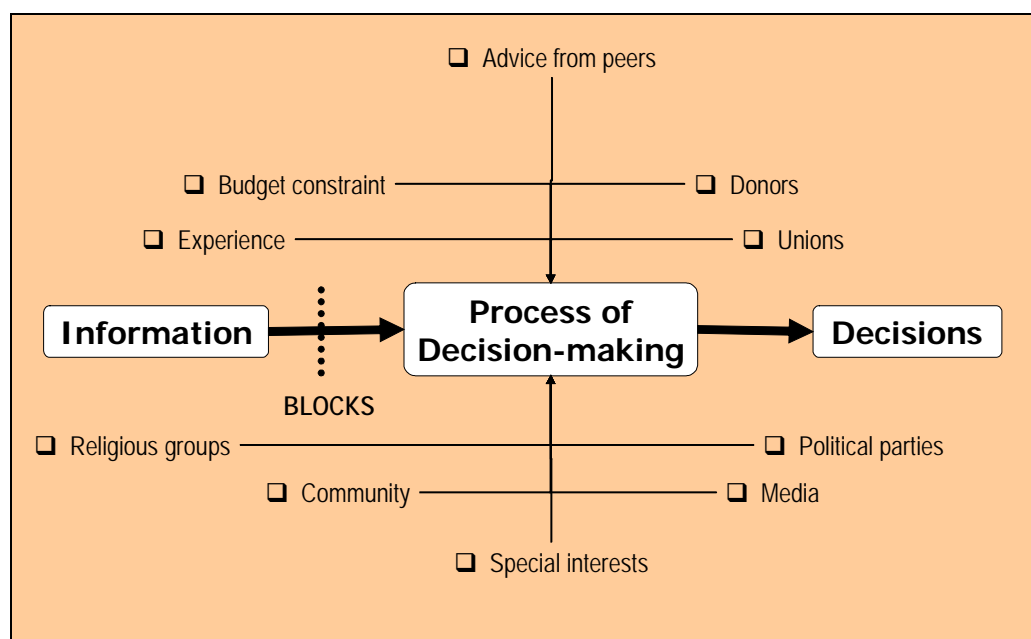 ❑ Advice from peers
❑ Budget constraint
❑ Donors
❑ Experience
❑ Unions
Information
Process of
Decision-making
Decisions
BLOCKS
❑ Religious groups
❑ Political parties
❑ Community
❑ Media
❑ Special interests